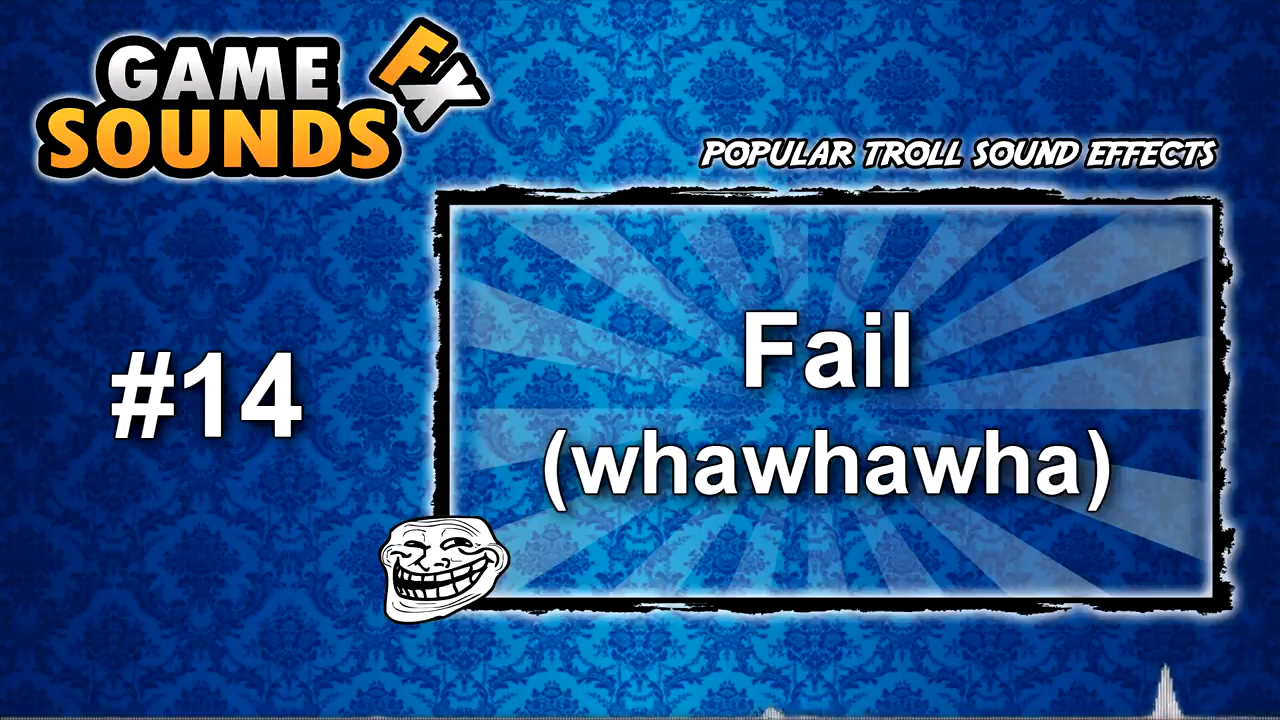 GAME
SOUNDS
FX
POPULAR TROLL SOUND EFFECTS
#14
Fail
(whawhawha)